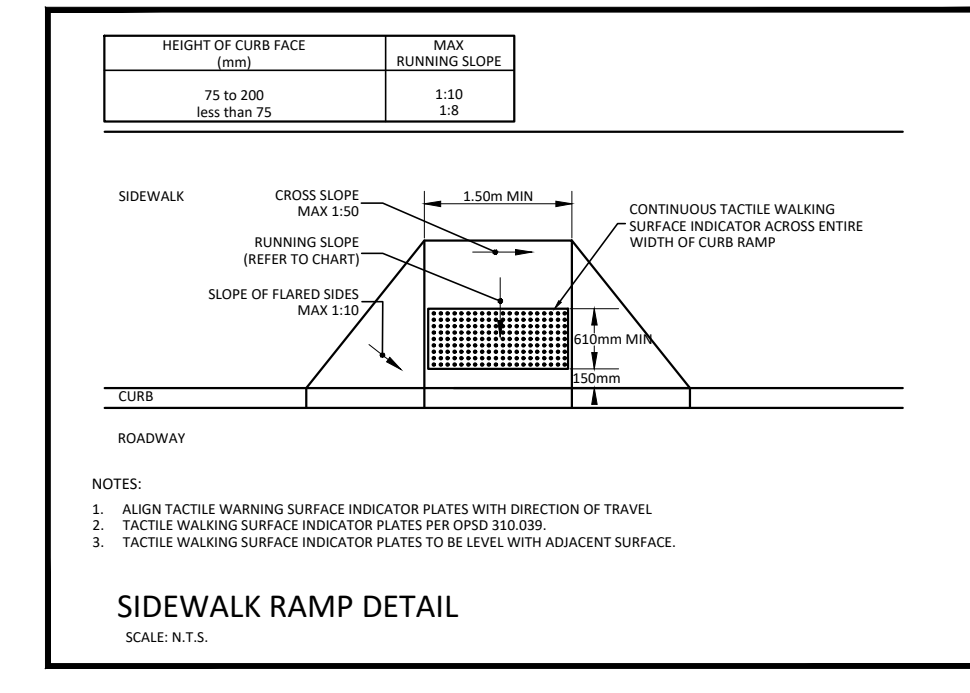 HEIGHT OF CURB FACE
(mm)
MAX
RUNNING SLOPE
75 to 200
1:10
less than 75
1:8
SIDEWALK
CROSS SLOPE
MAX 1:50
1.50m MIN
CONTINUOUS TACTILE WALKING
SURFACE INDICATOR ACROSS ENTIRE
WIDTH OF CURB RAMP
RUNNING SLOPE
(REFER TO CHART)
SLOPE OF FLARED SIDES
MAX 1:10
610mm MIN
150mm
CURB
ROADWAY
NOTES:
1. ALIGN TACTILE WARNING SURFACE INDICATOR PLATES WITH DIRECTION OF TRAVEL
2. TACTILE WALKING SURFACE INDICATOR PLATES PER OPSD 310.039.
3. TACTILE WALKING SURFACE INDICATOR PLATES TO BE LEVEL WITH ADJACENT SURFACE.
SIDEWALK RAMP DETAIL
SCALE: N.T.S.